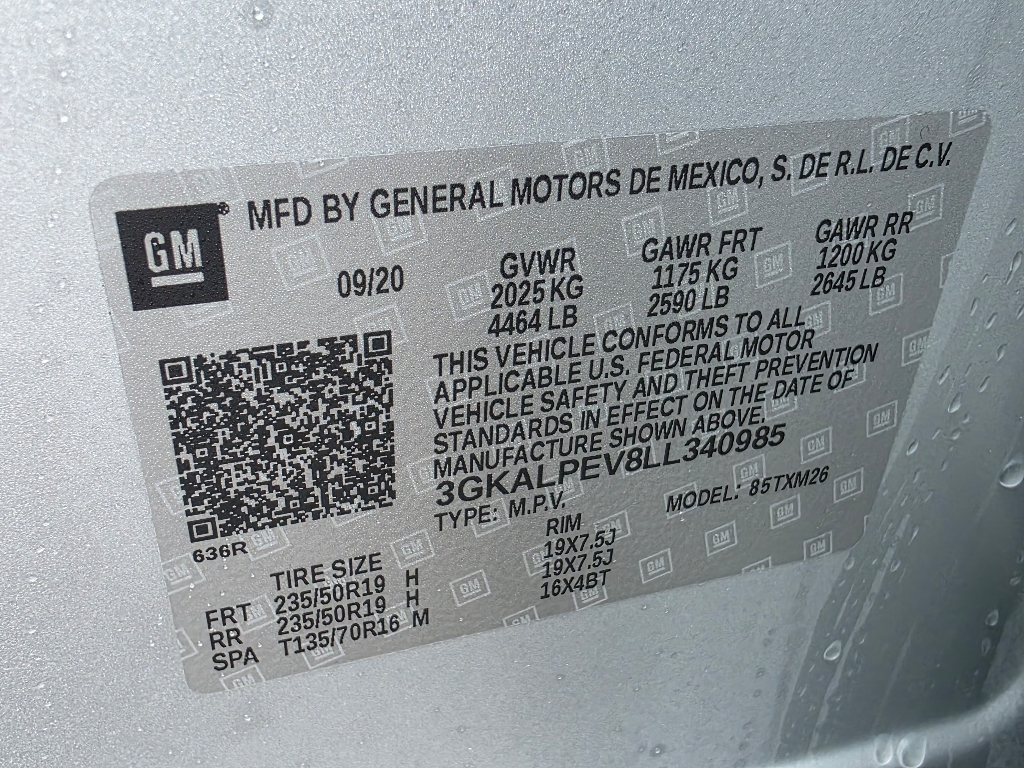 GM® MFD BY GENERAL MOTORS DE MEXICO, S. DE R.L. DE C.V.
09/20
GVWR
2025 KG
4464 LB
GAWR FRT
1175 KG
2590 LB
GAWR RR
1200 KG
2645 LB
THIS VEHICLE CONFORMS TO ALL
APPLICABLE U.S. FEDERAL MOTOR
VEHICLE SAFETY AND THEFT PREVENTION
STANDARDS IN EFFECT ON THE DATE OF
MANUFACTURE SHOWN ABOVE.
3GKALPEV8LL340985
TYPE: M.P.V. MODEL: 85TXM26
636R
TIRE SIZE RIM
FRT 235/50R19 H 19X7.5J
RR 235/50R19 H 19X7.5J
SPA T135/70R16 M 16X4BT